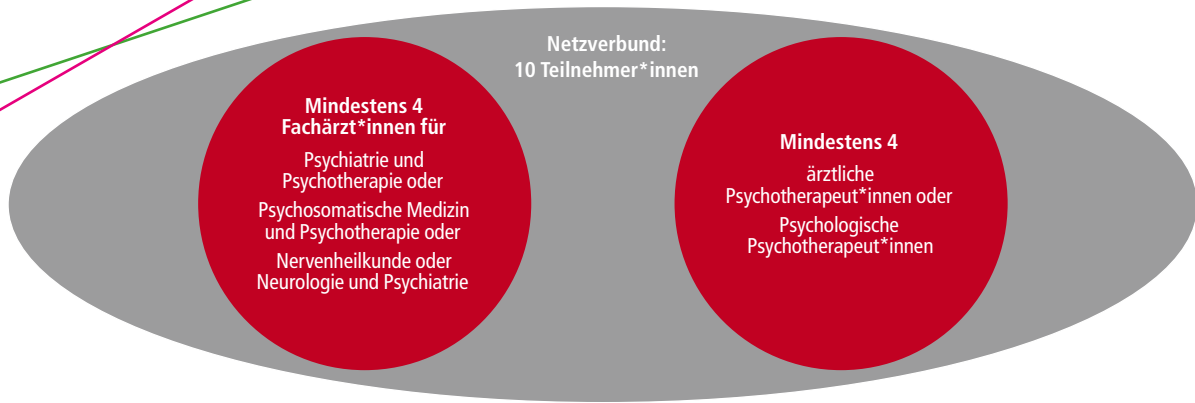 Netzverbund:
10 Teilnehmer*innen
Mindestens 4
Fachärzt*innen für
Psychiatrie und
Psychotherapie oder
Psychosomatische Medizin
und Psychotherapie oder
Nervenheilkunde oder
Neurologie und Psychiatrie
Mindestens 4
ärztliche
Psychotherapeut*innen oder
Psychologische
Psychotherapeut*innen